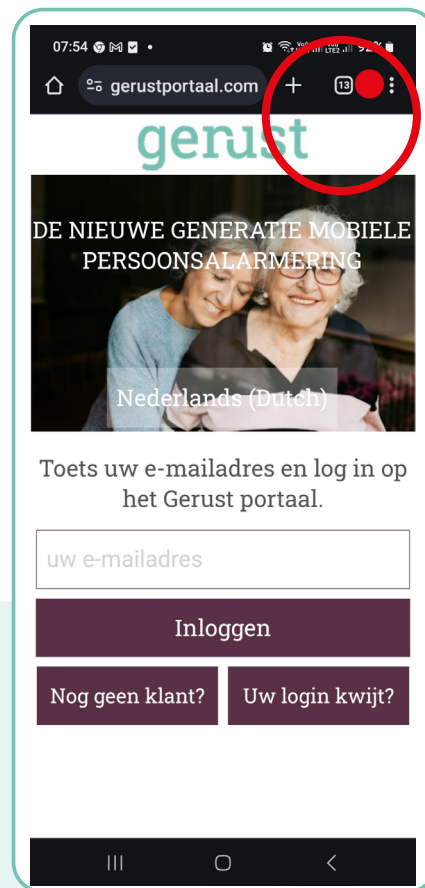 07:54
92%
gerustportaal.com
13
gerust
DE NIEUWE GENERATIE MOBIELE
PERSOONSALARMERING
Nederlands (Dutch)
Toets uw e-mailadres en log in op
het Gerust portaal.
uw e-mailadres
Inloggen
Nog geen klant?
Uw login kwijt?